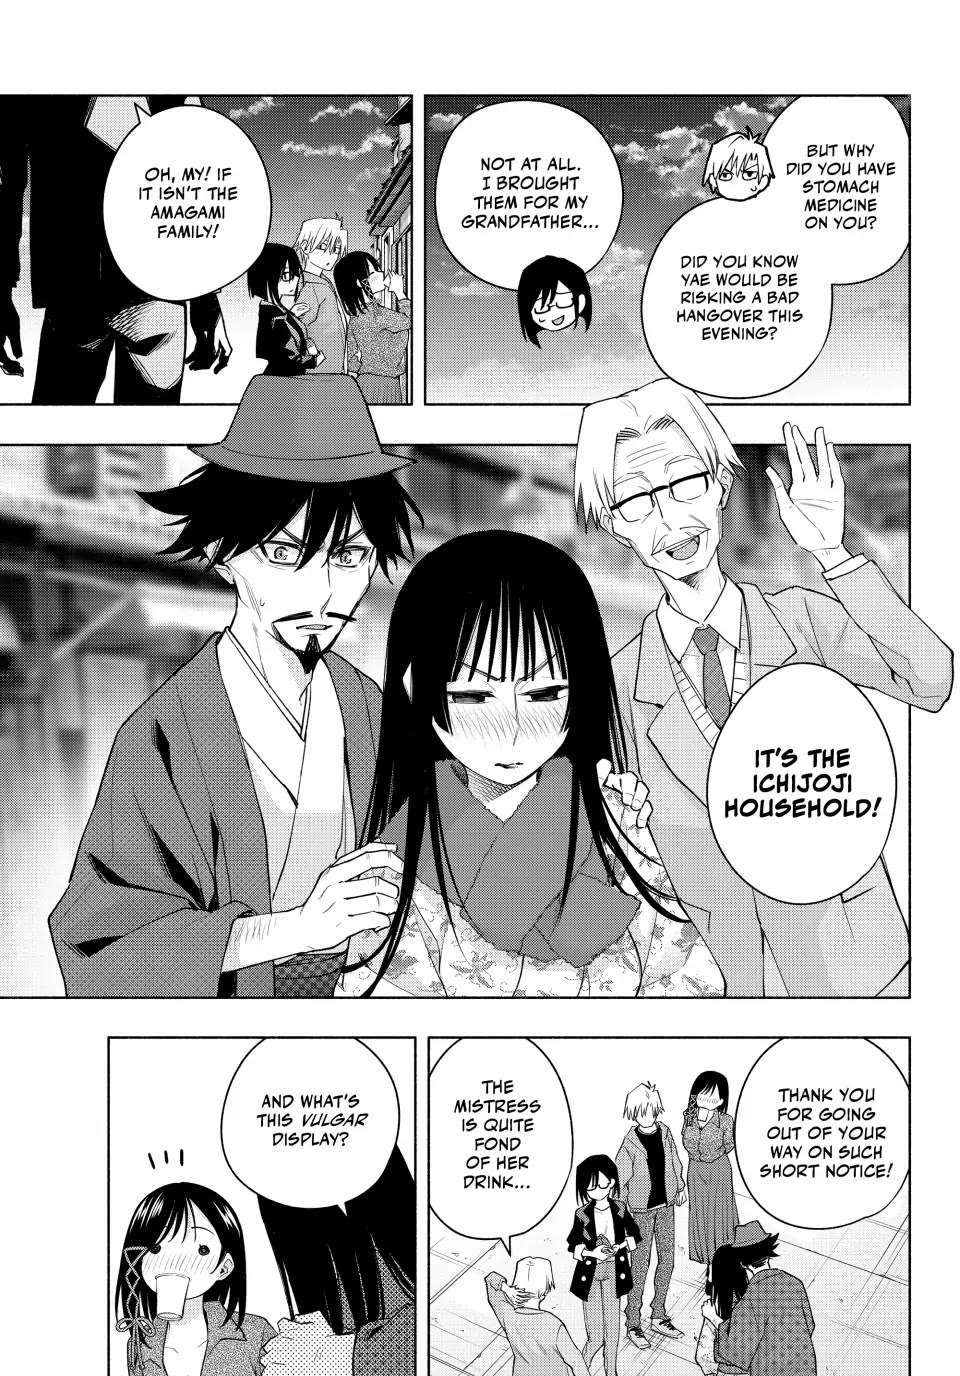 BUT WHY
DID YOU HAVE
STOMACH
MEDICINE
ON YOU?
DID YOU KNOW
YAE WOULD BE
RISKING A BAD
HANGOVER THIS
EVENING?
NOT AT ALL.
I BROUGHT
THEM FOR MY
GRANDFATHER...
OH, MY! IF
IT ISN'T THE
AMAGAMI
FAMILY!
IT'S THE
ICHIJOJI
HOUSEHOLD!
THANK YOU
FOR GOING
OUT OF YOUR
WAY ON SUCH
SHORT NOTICE!
THE
MISTRESS
IS QUITE
FOND
OF HER
DRINK...
AND WHAT'S
THIS VULGAR
DISPLAY?